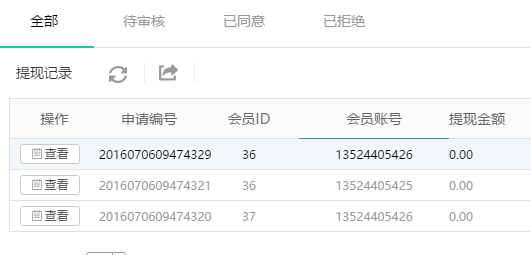 全部 待审核 已同意 已拒绝
提现记录
操作 申请编号 会员ID 会员账号 提现金额
查看 2016070609474329 36 13524405426 0.00
查看 2016070609474321 36 13524405425 0.00
查看 2016070609474320 37 13524405426 0.00